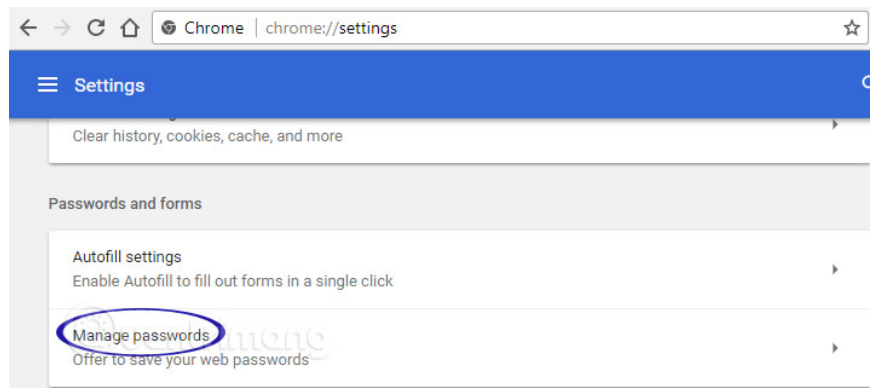 Chrome | chrome://settings
Settings
Clear history, cookies, cache, and more
Passwords and forms
Autofill settings
Enable Autofill to fill out forms in a single click
Manage passwords
Offer to save your web passwords